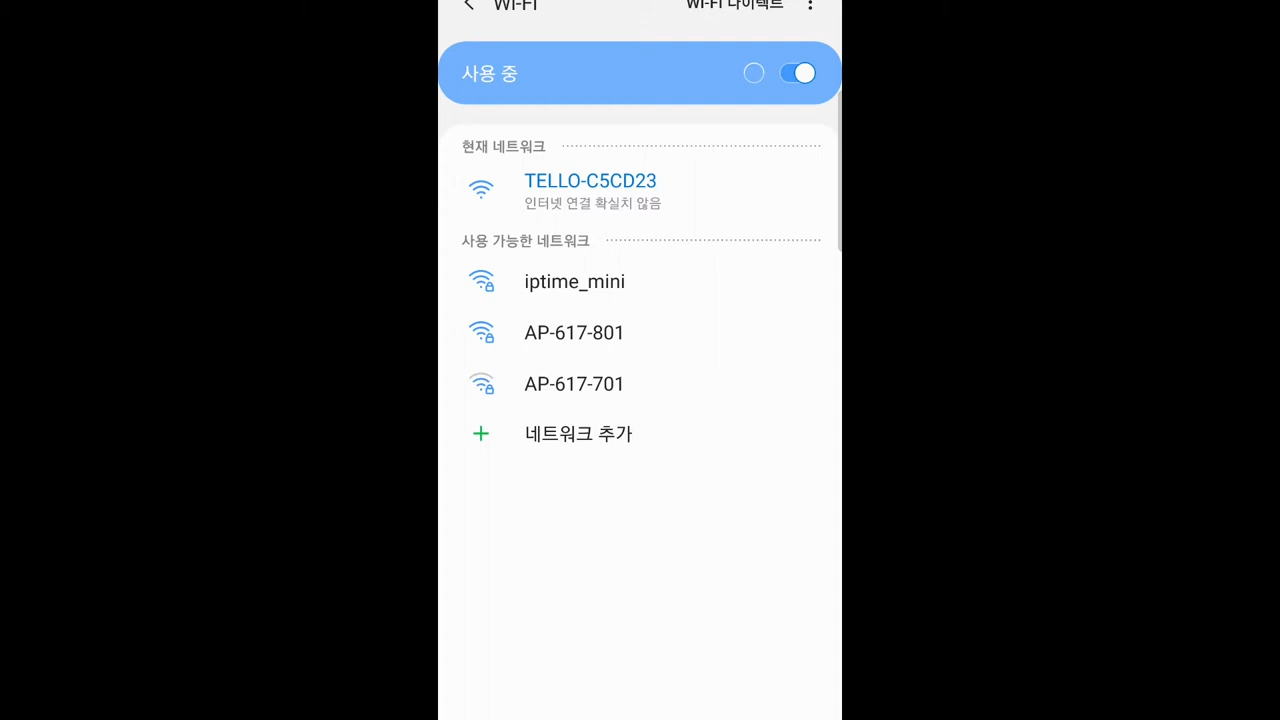 Wi-Fi
Wi-Fi 다이렉트
사용 중
현재 네트워크
TELLO-C5CD23
인터넷 연결 확실치 않음
사용 가능한 네트워크
iptime_mini
AP-617-801
AP-617-701
네트워크 추가